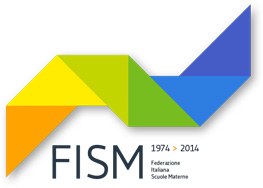 FISM
1974 > 2014
Federazione
Italiana
Scuole Materne